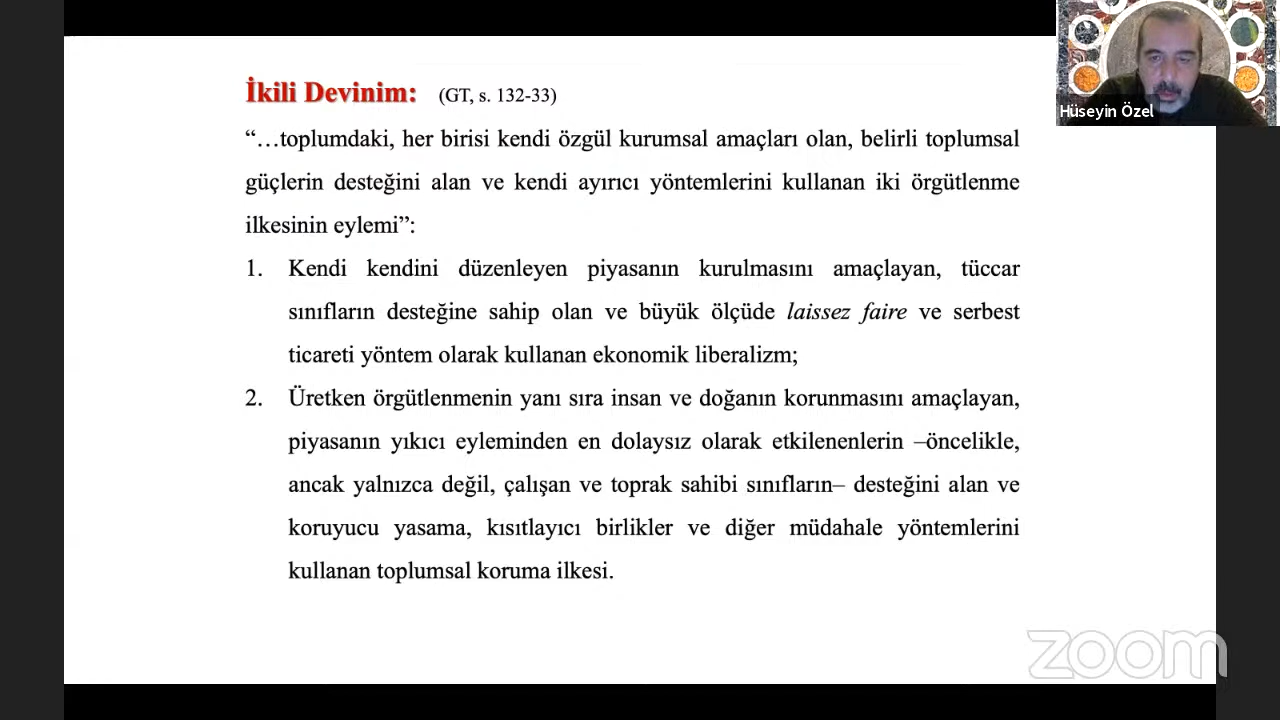 İkili Devinim: (GT, s. 132-33)
“…toplumdaki, her birisi kendi özgül kurumsal amaçları olan, belirli toplumsal
güçlerin desteğini alan ve kendi ayırıcı yöntemlerini kullanan iki örgütlenme
ilkesinin eylemi”:
1. Kendi kendini düzenleyen piyasanın kurulmasını amaçlayan, tüccar
sınıfların desteğine sahip olan ve büyük ölçüde laissez faire ve serbest
ticareti yöntem olarak kullanan ekonomik liberalizm;
2. Üretken örgütlenmenin yanı sıra insan ve doğanın korunmasını amaçlayan,
piyasanın yıkıcı eyleminden en dolaysız olarak etkilenenlerin –öncelikle,
ancak yalnızca değil, çalışan ve toprak sahibi sınıfların– desteğini alan ve
koruyucu yasama, kısıtlayıcı birlikler ve diğer müdahale yöntemlerini
kullanan toplumsal koruma ilkesi.
Hüseyin Özel
zoom